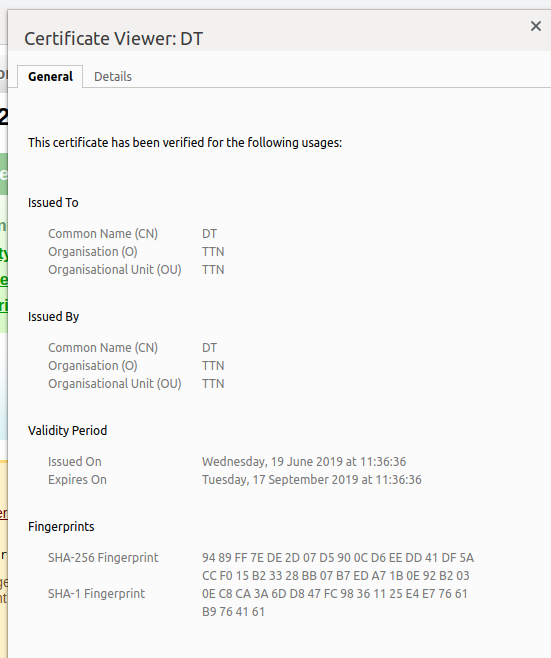 Certificate Viewer: DT
General Details
This certificate has been verified for the following usages:
Issued To
Common Name (CN) DT
Organisation (O) TTN
Organisational Unit (OU) TTN
Issued By
Common Name (CN) DT
Organisation (O) TTN
Organisational Unit (OU) TTN
Validity Period
Issued On Wednesday, 19 June 2019 at 11:36:36
Expires On Tuesday, 17 September 2019 at 11:36:36
Fingerprints
SHA-256 Fingerprint 94 89 FF 7E DE 2D 07 D5 90 0C D6 EE DD 41 DF 5A
CC F0 15 B2 33 28 BB 07 B7 ED A7 1B 0E 92 B2 03
SHA-1 Fingerprint 0E C8 CA 3A 6D D8 47 FC 98 36 11 25 E4 E7 76 61
B9 76 41 61